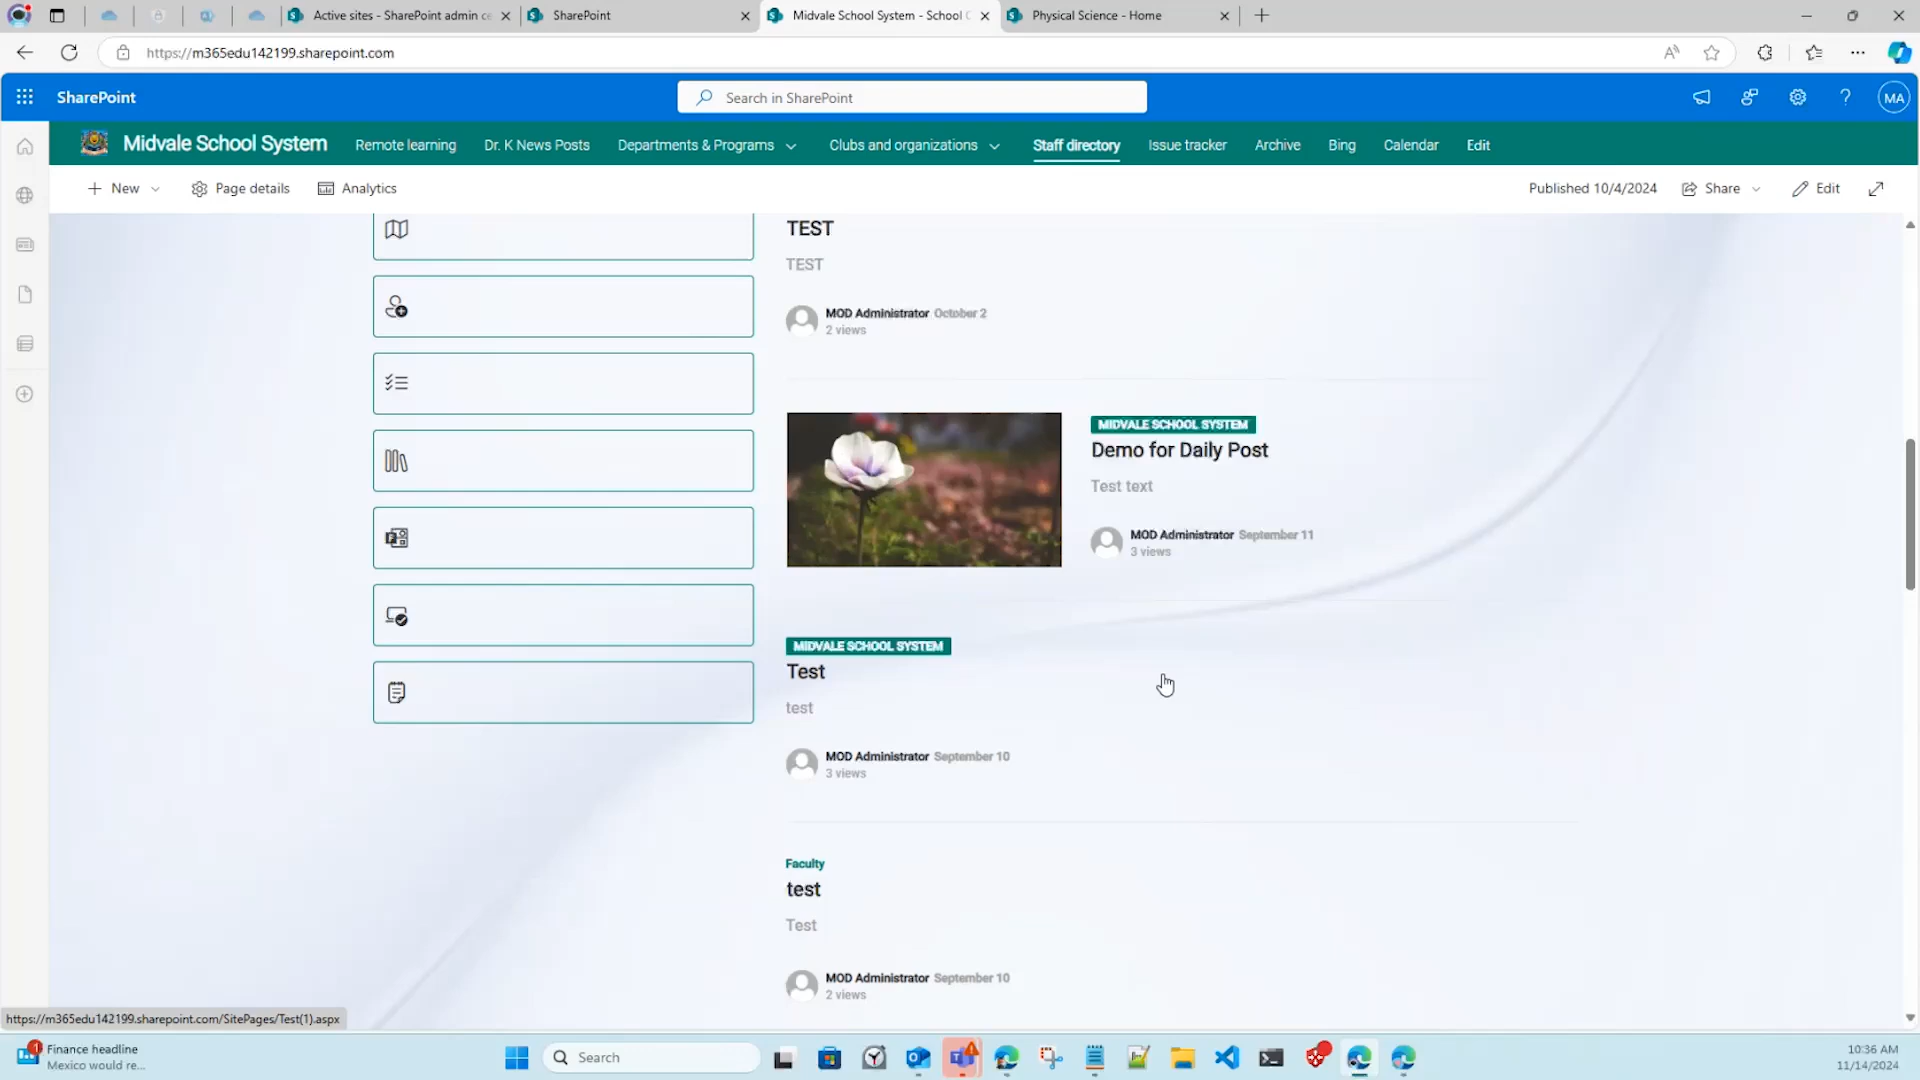 Active sites - SharePoint admin ce
SharePoint
Midvale School System - School C
Physical Science - Home
https://m365edu142199.sharepoint.com
SharePoint
Search in SharePoint
MA
Midvale School System
Remote learning
Dr. K News Posts
Departments & Programs
Clubs and organizations
Staff directory
Issue tracker
Archive
Bing
Calendar
Edit
New
Page details
Analytics
Published 10/4/2024
Share
Edit
TEST
TEST
MOD Administrator October 2
2 views
MIDVALE SCHOOL SYSTEM
Demo for Daily Post
Test text
MOD Administrator September 11
3 views
MIDVALE SCHOOL SYSTEM
Test
test
MOD Administrator September 10
3 views
Faculty
test
Test
MOD Administrator September 10
2 views
https://m365edu142199.sharepoint.com/SitePages/Test(1).aspx
1
Finance headline
Mexico would re...
Search
10:36 AM
11/14/2024